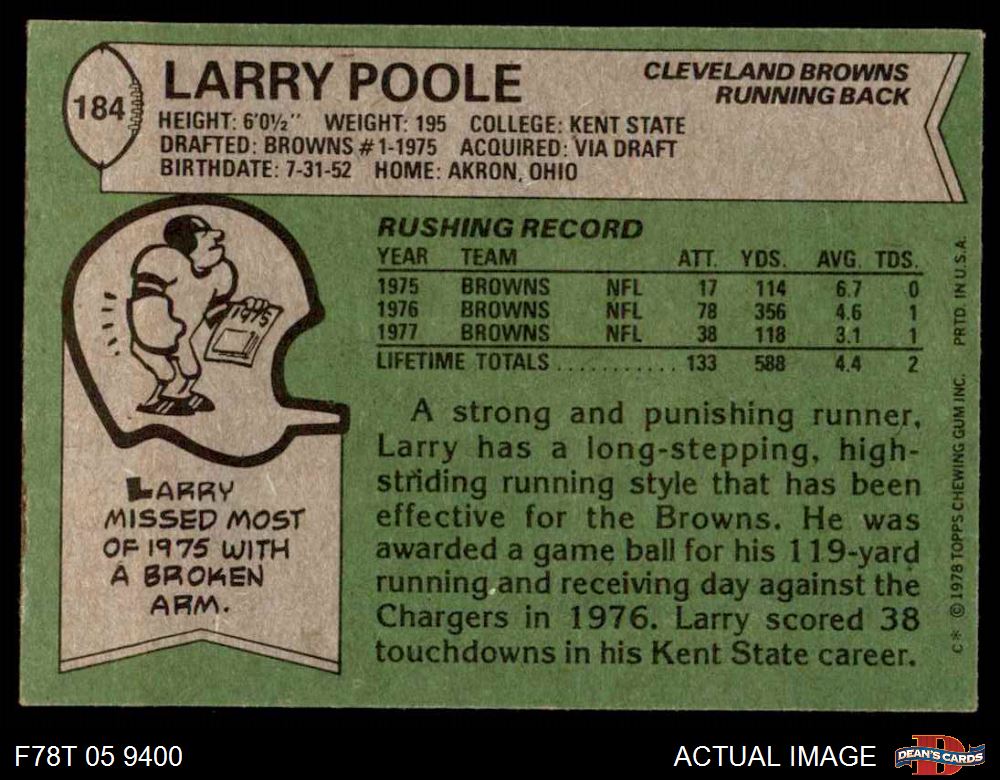 184
LARRY POOLE
CLEVELAND BROWNS
RUNNING BACK
HEIGHT: 6'0½" WEIGHT: 195 COLLEGE: KENT STATE
DRAFTED: BROWNS #1-1975 ACQUIRED: VIA DRAFT
BIRTHDATE: 7-31-52 HOME: AKRON, OHIO
RUSHING RECORD
YEAR TEAM ATT. YDS. AVG. TDS.
1975 BROWNS NFL 17 114 6.7 0
1976 BROWNS NFL 78 356 4.6 1
1977 BROWNS NFL 38 118 3.1 1
LIFETIME TOTALS ........... 133 588 4.4 2
1975
LARRY
MISSED MOST
OF 1975 WITH
A BROKEN
ARM.
A strong and punishing runner,
Larry has a long-stepping, high-
striding running style that has been
effective for the Browns. He was
awarded a game ball for his 119-yard
running and receiving day against the
Chargers in 1976. Larry scored 38
touchdowns in his Kent State career.
C* © 1978 TOPPS CHEWING GUM INC. PRTD. IN U.S.A.
F78T 05 9400
ACTUAL IMAGE
D
DEAN'S CARDS